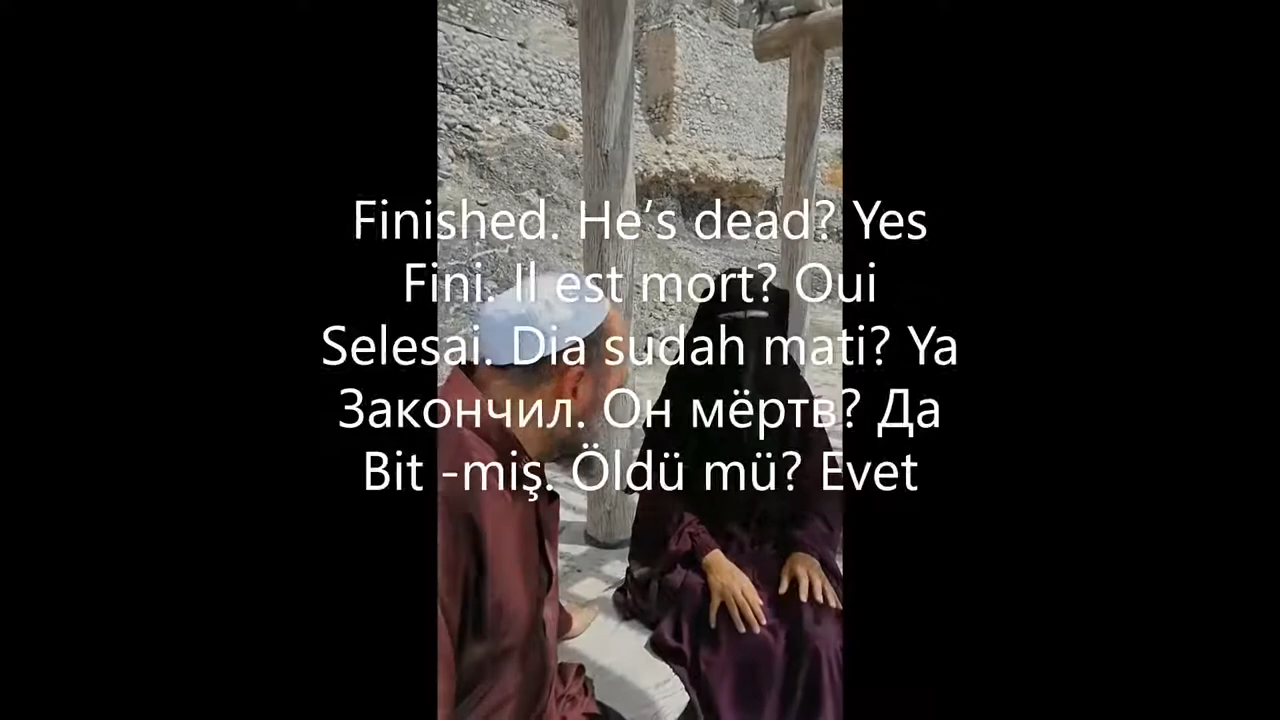 Finished. He’s dead? Yes
Fini. Il est mort? Oui
Selesai. Dia sudah mati? Ya
Закончил. Он мёртв? Да
Bit -miş. Öldü mü? Evet